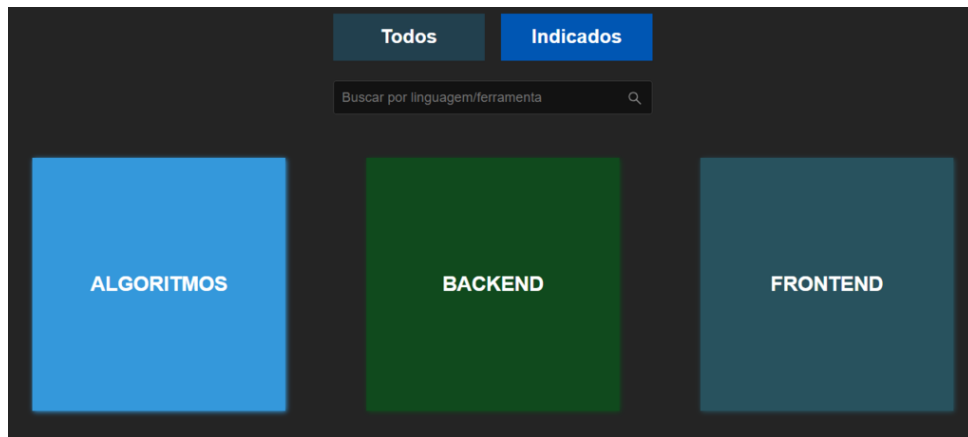 Todos
Indicados
Buscar por linguagem/ferramenta
ALGORITMOS
BACKEND
FRONTEND